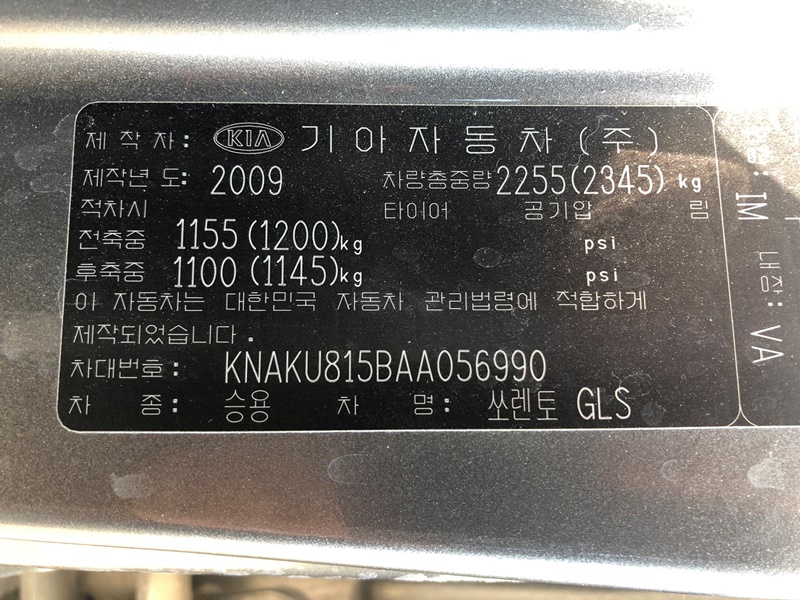 제 작 자 : KIA 기 아 자 동 차 ( 주 )
제작년 도 : 2009 차량총중량 2255(2345) kg
적차시 타이어 공기압 림
전축중 1155 (1200)kg psi
후축중 1100 (1145)kg psi
이 자동차는 대한민국 자동차 관리법령에 적합하게
제작되었습니다.
차대번호 : KNAKU815BAA056990
차 종 : 승용 차 명 : 쏘렌토 GLS
: IM
내장: VA